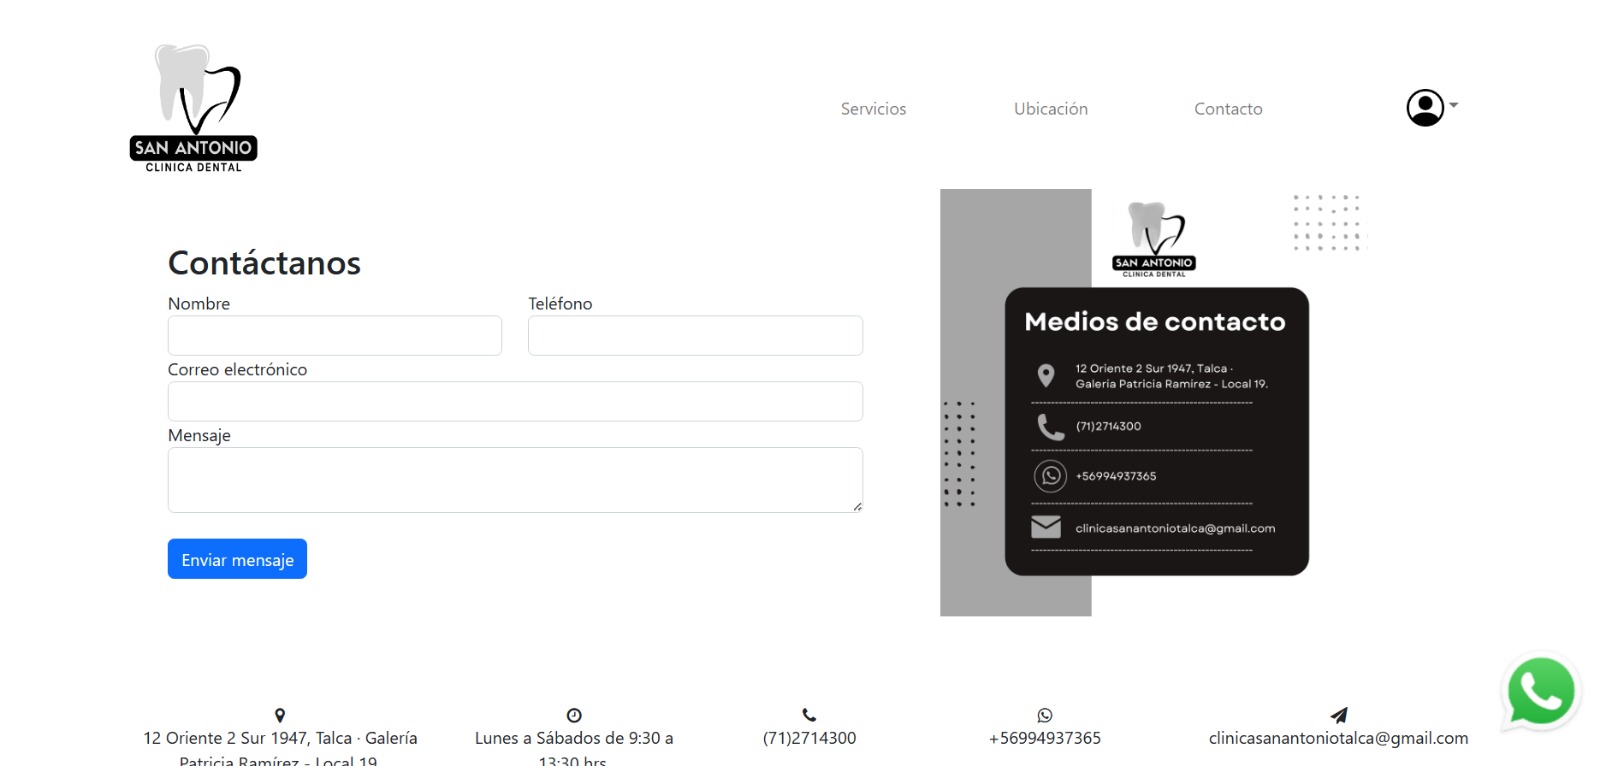 SAN ANTONIO
CLINICA DENTAL
Servicios
Ubicación
Contacto
Contáctanos
Nombre
Teléfono
Correo electrónico
Mensaje
Enviar mensaje
SAN ANTONIO
CLINICA DENTAL
Medios de contacto
12 Oriente 2 Sur 1947, Talca ·
Galería Patricia Ramírez - Local 19.
(71)2714300
+56994937365
clinicasanantoniotalca@gmail.com
12 Oriente 2 Sur 1947, Talca · Galería
Patricia Ramírez - Local 19
Lunes a Sábados de 9:30 a
13:30 hrs
(71)2714300
+56994937365
clinicasanantoniotalca@gmail.com